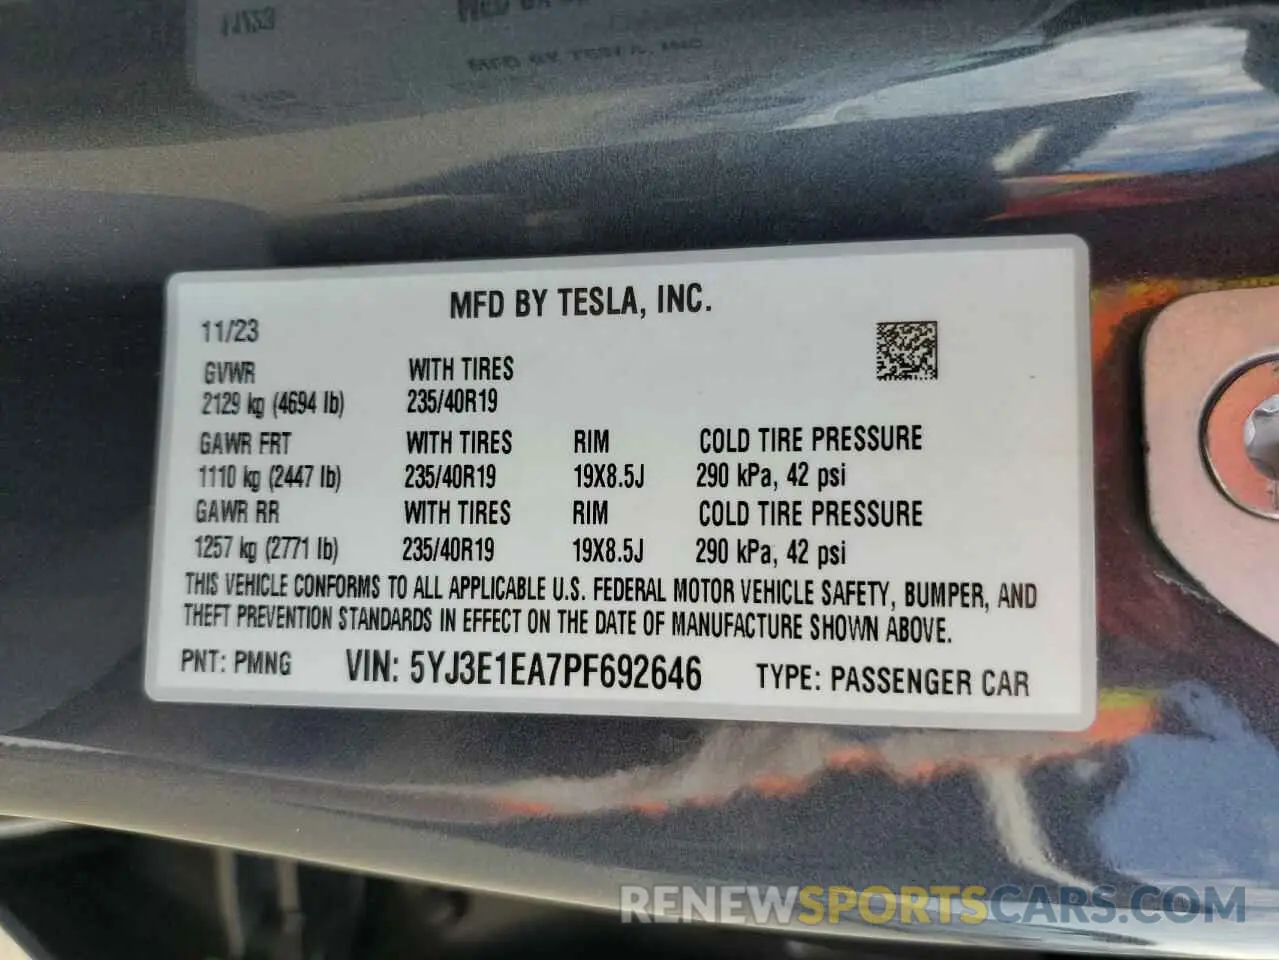 MFD BY TESLA, INC.
11/23
GVWR WITH TIRES
2129 kg (4694 lb) 235/40R19
GAWR FRT WITH TIRES RIM COLD TIRE PRESSURE
1110 kg (2447 lb) 235/40R19 19X8.5J 290 kPa, 42 psi
GAWR RR WITH TIRES RIM COLD TIRE PRESSURE
1257 kg (2771 lb) 235/40R19 19X8.5J 290 kPa, 42 psi
THIS VEHICLE CONFORMS TO ALL APPLICABLE U.S. FEDERAL MOTOR VEHICLE SAFETY, BUMPER, AND
THEFT PREVENTION STANDARDS IN EFFECT ON THE DATE OF MANUFACTURE SHOWN ABOVE.
PNT: PMNG VIN: 5YJ3E1EA7PF692646 TYPE: PASSENGER CAR
RENEWSPORTSCARS.COM